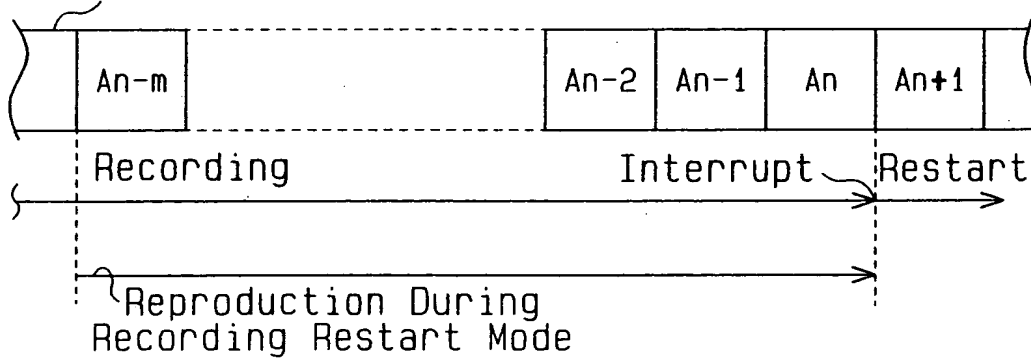 An-m An-2 An-1 An An+1
Recording Interrupt Restart
Reproduction During
Recording Restart Mode